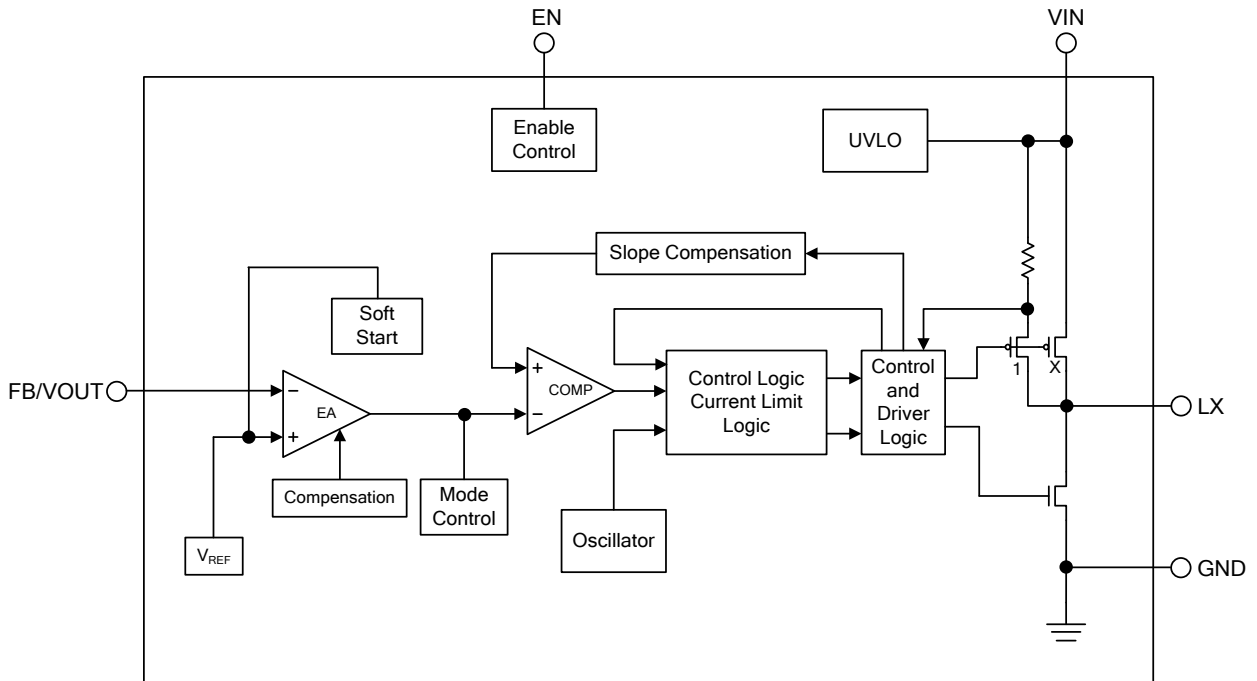 EN
VIN
Enable
Control
UVLO
Slope Compensation
Soft
Start
FB/VOUT
−
+
EA
+
−
COMP
Control Logic
Current Limit
Logic
Control
and
Driver
Logic
1
X
LX
Compensation
Mode
Control
VREF
Oscillator
GND